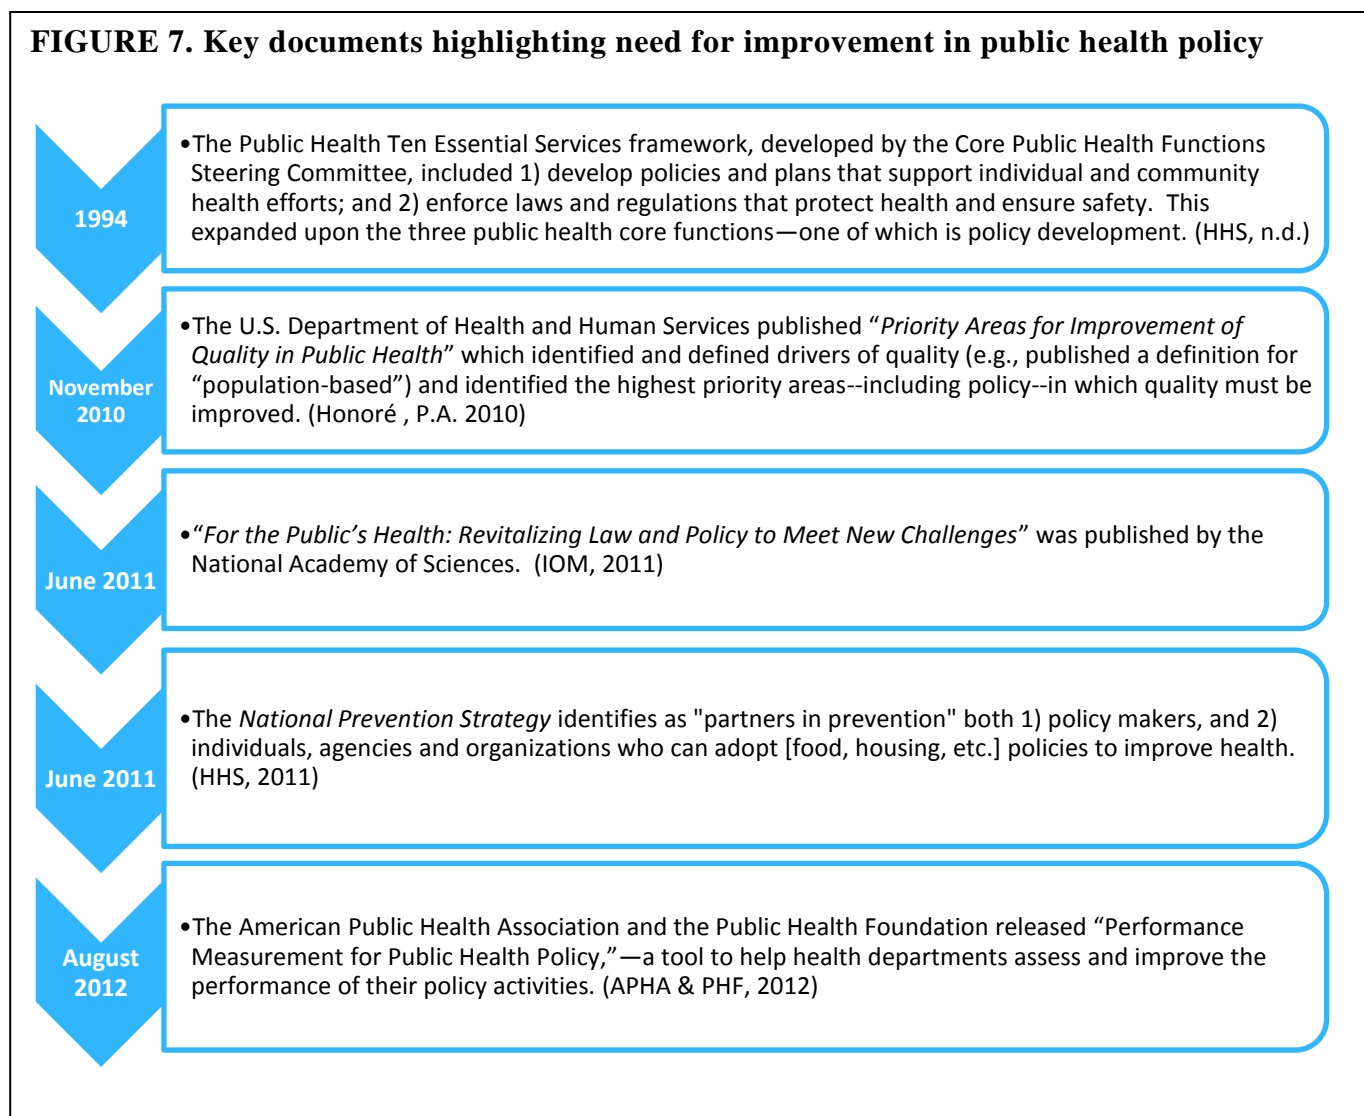 FIGURE 7. Key documents highlighting need for improvement in public health policy
1994
•The Public Health Ten Essential Services framework, developed by the Core Public Health Functions
Steering Committee, included 1) develop policies and plans that support individual and community
health efforts; and 2) enforce laws and regulations that protect health and ensure safety.  This
expanded upon the three public health core functions—one of which is policy development. (HHS, n.d.)
November
2010
•The U.S. Department of Health and Human Services published “Priority Areas for Improvement of
Quality in Public Health” which identified and defined drivers of quality (e.g., published a definition for
“population-based”) and identified the highest priority areas--including policy--in which quality must be
improved. (Honoré , P.A. 2010)
June 2011
•“For the Public’s Health: Revitalizing Law and Policy to Meet New Challenges” was published by the
National Academy of Sciences.  (IOM, 2011)
June 2011
•The National Prevention Strategy identifies as "partners in prevention" both 1) policy makers, and 2)
individuals, agencies and organizations who can adopt [food, housing, etc.] policies to improve health.
(HHS, 2011)
August
2012
•The American Public Health Association and the Public Health Foundation released “Performance
Measurement for Public Health Policy,”—a tool to help health departments assess and improve the
performance of their policy activities. (APHA & PHF, 2012)